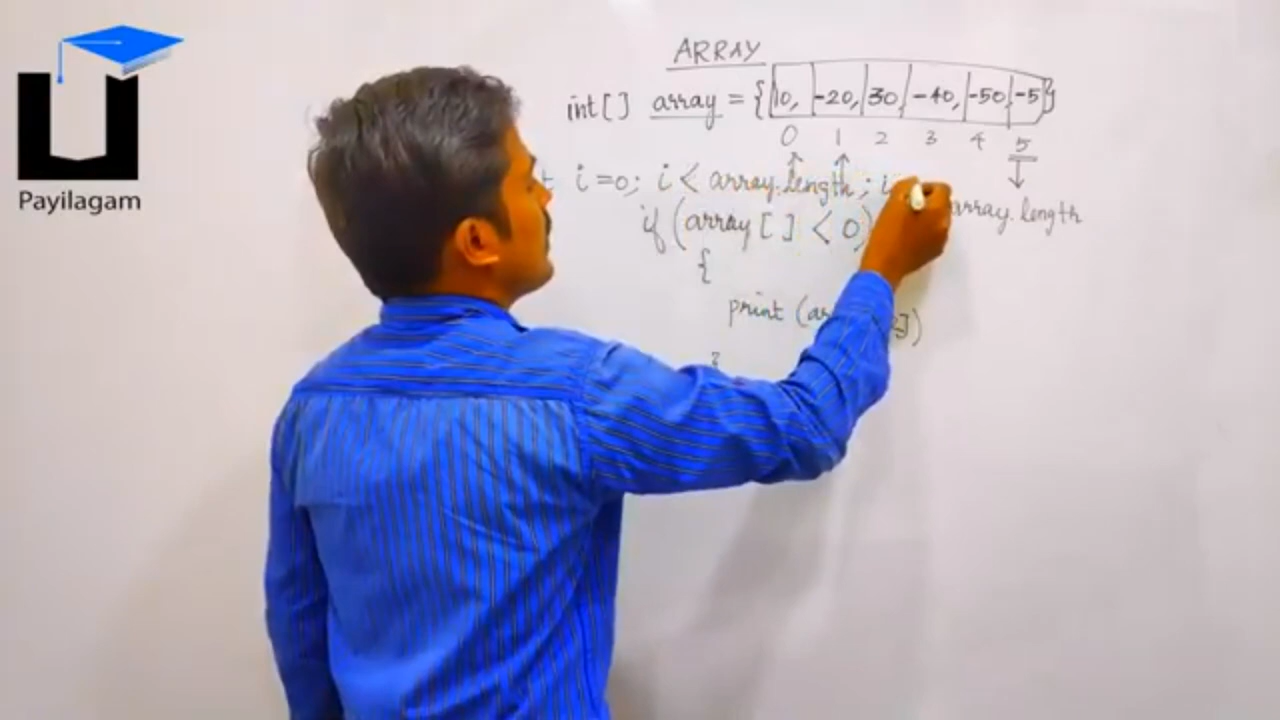 Payilagam
ARRAY
int[] array = {10, -20, 30, -40, -50, -5}
0 1 2 3 4 5
i=0; i < array.length; i
array.length
if (array [ ] < 0)
{
print (